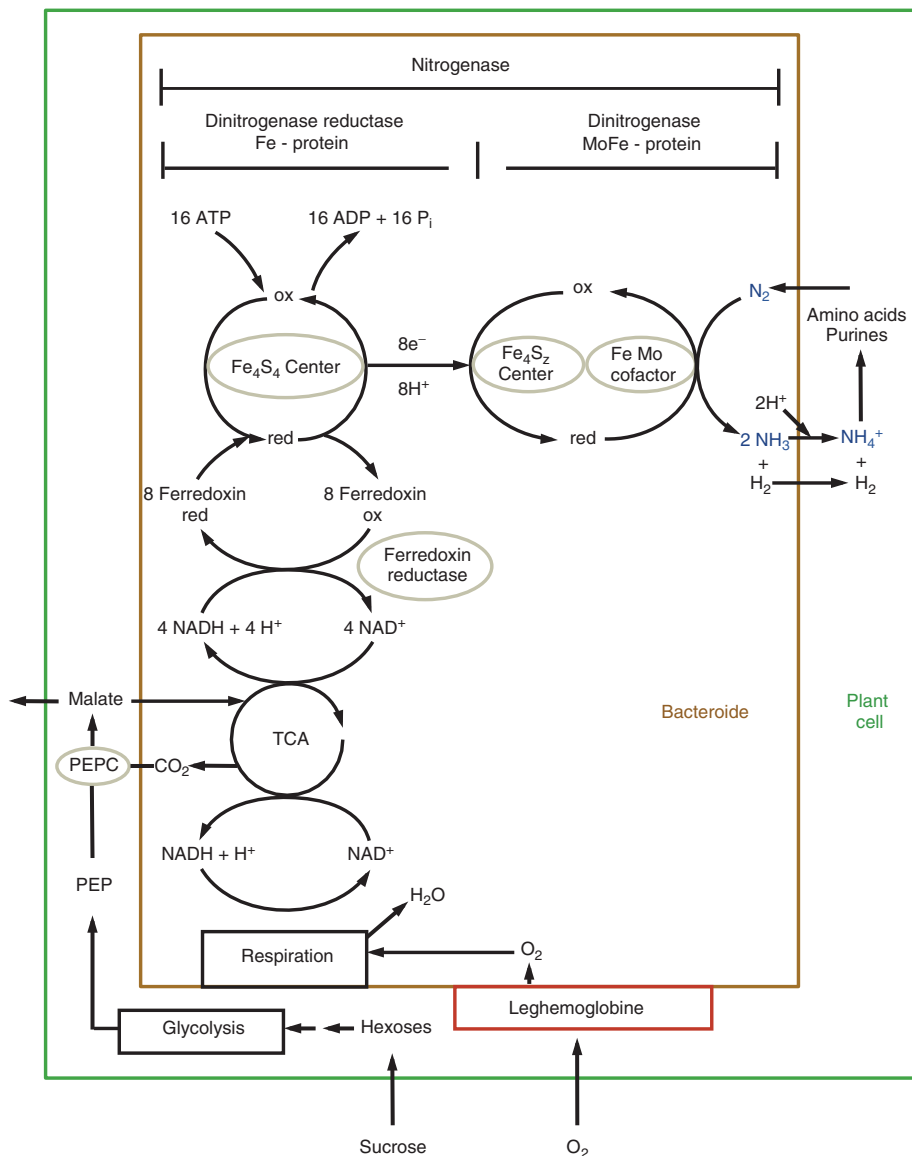 Nitrogenase
Dinitrogenase reductase
Fe - protein
Dinitrogenase
MoFe - protein
16 ATP
16 ADP + 16 Pᵢ
ox
ox
N₂
Amino acids
Purines
Fe₄S₄ Center
8e⁻
8H⁺
Fe₄S_z
Center
Fe Mo
cofactor
2H⁺
red
red
2 NH₃
NH₄⁺
+
H₂
+
H₂
8 Ferredoxin
red
8 Ferredoxin
ox
Ferredoxin
reductase
4 NADH + 4 H⁺
4 NAD⁺
Malate
Bacteroide
Plant
cell
TCA
PEPC
CO₂
NADH + H⁺
NAD⁺
PEP
H₂O
Respiration
O₂
Leghemoglobine
Glycolysis
Hexoses
Sucrose
O₂